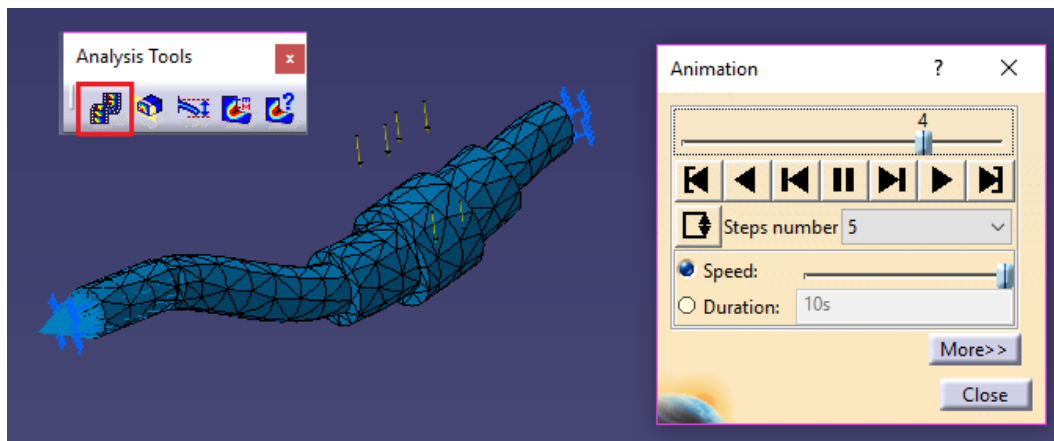 Analysis Tools
x
Animation
?
4
Steps number 5
Speed:
Duration: 10s
More>>
Close